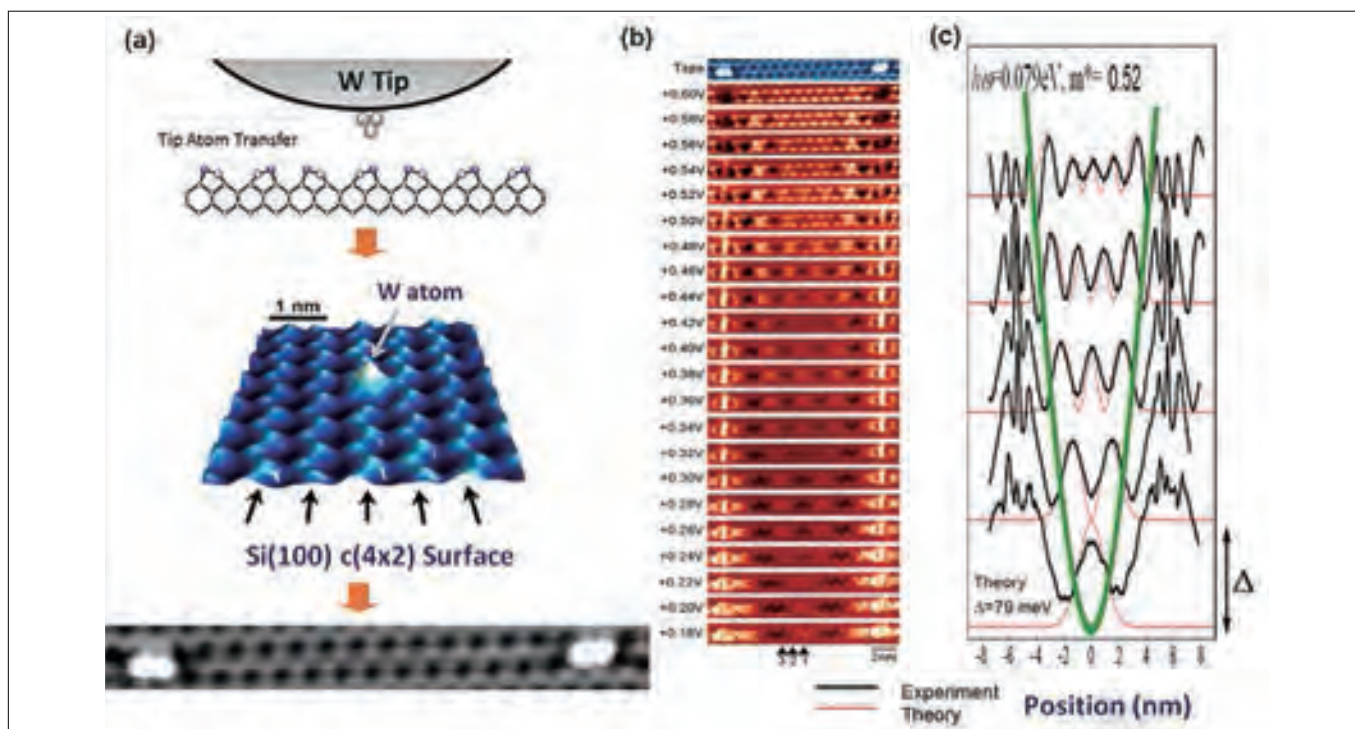 (a)
W Tip
Tip Atom Transfer
1 nm
W atom
Si(100) c(4x2) Surface
(b)
Topo
+0.60V
+0.58V
+0.56V
+0.54V
+0.52V
+0.50V
+0.48V
+0.46V
+0.44V
+0.42V
+0.40V
+0.38V
+0.36V
+0.34V
+0.32V
+0.30V
+0.28V
+0.26V
+0.24V
+0.22V
+0.20V
+0.18V
3 2 1
Experiment
Theory
(c)
=0.079eV, m*= 0.52
Theory
Δ=79 meV
Δ
-8 -6 -4 -2 0 2 4 6 8
Position (nm)